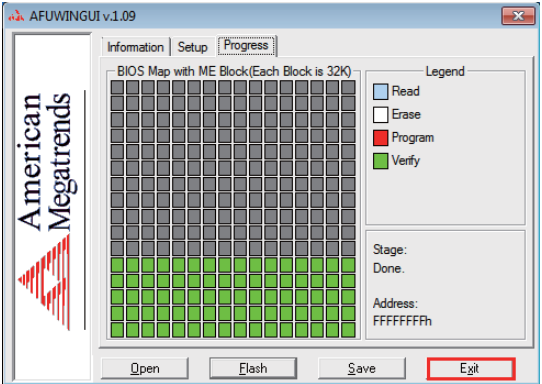 AFUWINGUI v.1.09
American
Megatrends
Information
Setup
Progress
BIOS Map with ME Block(Each Block is 32K)
Legend
Read
Erase
Program
Verify
Stage:
Done.
Address:
FFFFFFFFh
Open
Flash
Save
Exit